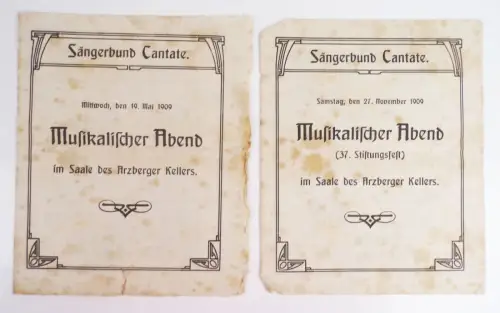 Sängerbund Cantate.
Mittwoch, den 19. Mai 1909
Muſikaliſcher Abend
im Saale des Arzberger Kellers.
Sängerbund Cantate.
Samstag, den 27. November 1909
Muſikaliſcher Abend
(37. Stiftungsfeſt)
im Saale des Arzberger Kellers.